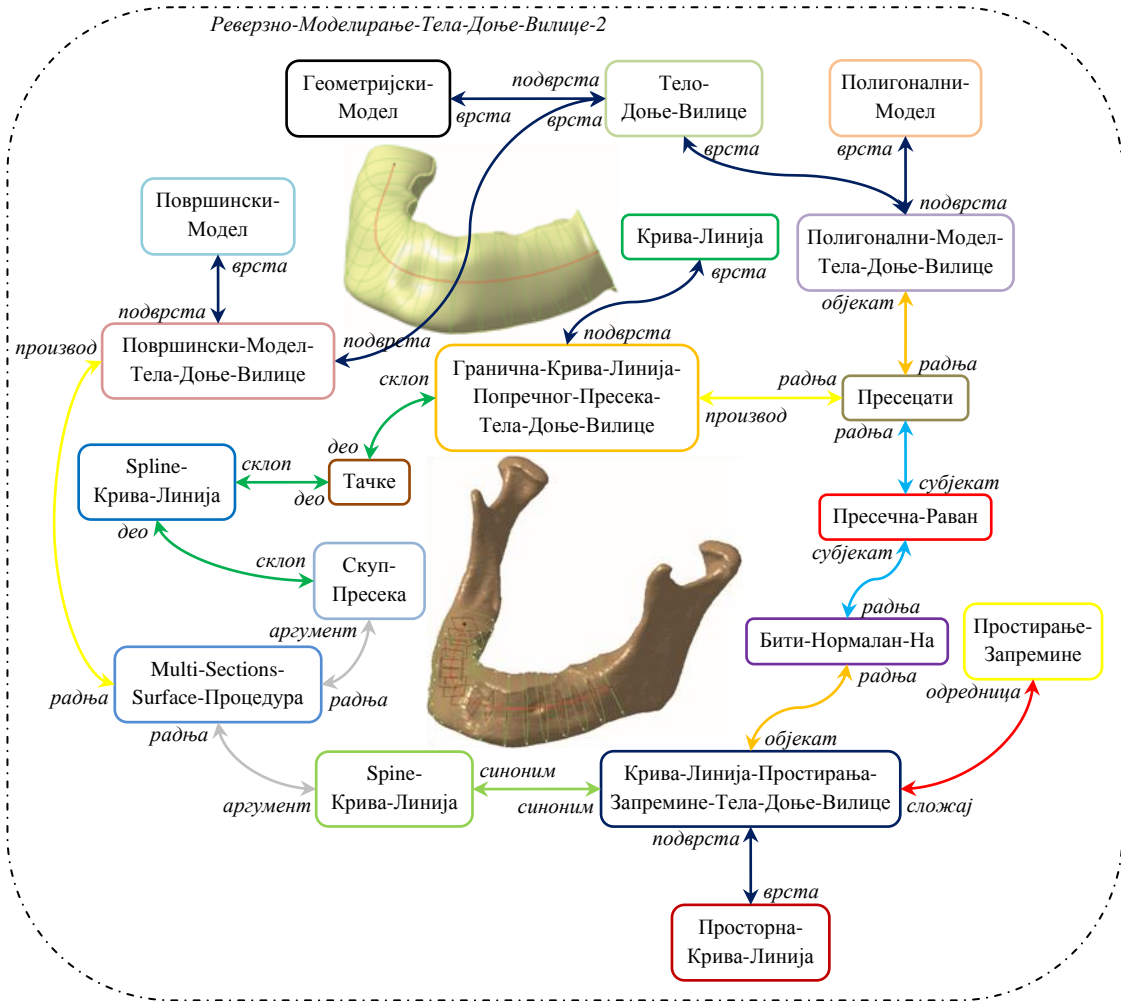 Реверзно-Моделирање-Тела-Доње-Вилице-2
Геометријски-
Модел
подврста
врста
врста
Тело-
Доње-Вилице
врста
Полигонални-
Модел
врста
подврста
Површински-
Модел
врста
подврста
Крива-Линија
врста
подврста
Полигонални-Модел-
Тела-Доње-Вилице
објекат
радња
производ
Површински-Модел-
Тела-Доње-Вилице
подврста
склоп
Гранична-Крива-Линија-
Попречног-Пресека-
Тела-Доње-Вилице
радња
производ
Пресецати
радња
субјекат
део
Spline-
Крива-Линија
склоп
део
Тачке
део
склоп
Пресечна-Раван
субјекат
радња
Скуп-
Пресека
аргумент
Бити-Нормалан-На
радња
Простирање-
Запремине
одредница
Multi-Sections-
Surface-Процедура
радња
радња
радња
објекат
аргумент
Spine-
Крива-Линија
синоним
синоним
Крива-Линија-Простирања-
Запремине-Тела-Доње-Вилице
сложај
подврста
врста
Просторна-
Крива-Линија